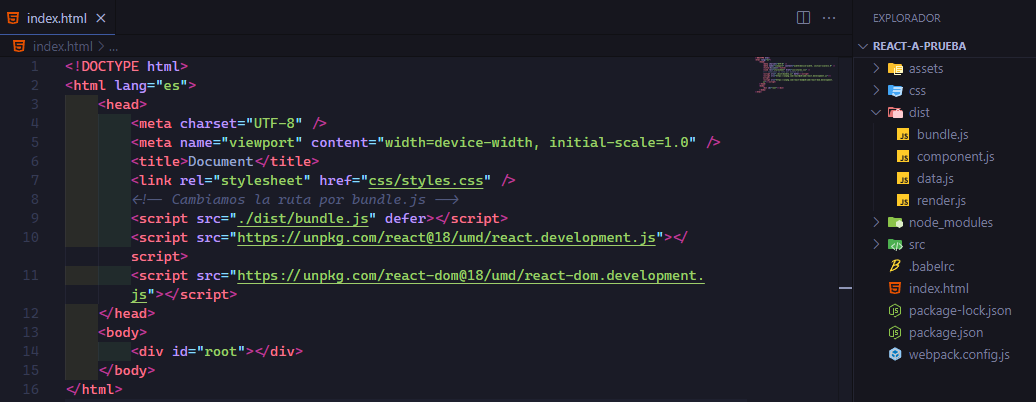 index.html
index.html > ...
1 <!DOCTYPE html>
2 <html lang="es">
3 <head>
4 <meta charset="UTF-8" />
5 <meta name="viewport" content="width=device-width, initial-scale=1.0" />
6 <title>Document</title>
7 <link rel="stylesheet" href="css/styles.css" />
8 <!-- Cambiamos la ruta por bundle.js -->
9 <script src="./dist/bundle.js" defer></script>
10 <script src="https://unpkg.com/react@18/umd/react.development.js"></
script>
11 <script src="https://unpkg.com/react-dom@18/umd/react-dom.development.
js"></script>
12 </head>
13 <body>
14 <div id="root"></div>
15 </body>
16 </html>
EXPLORADOR
REACT-A-PRUEBA
assets
css
dist
JS bundle.js
JS component.js
JS data.js
JS render.js
node_modules
src
.babelrc
index.html
package-lock.json
package.json
webpack.config.js